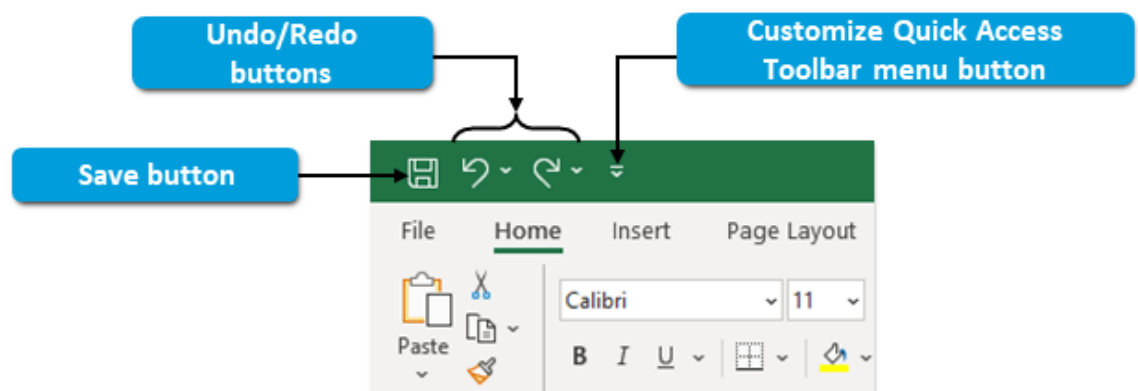 Undo/Redo
buttons
Customize Quick Access
Toolbar menu button
Save button
File Home Insert Page Layout
Calibri 11
Paste
B I U